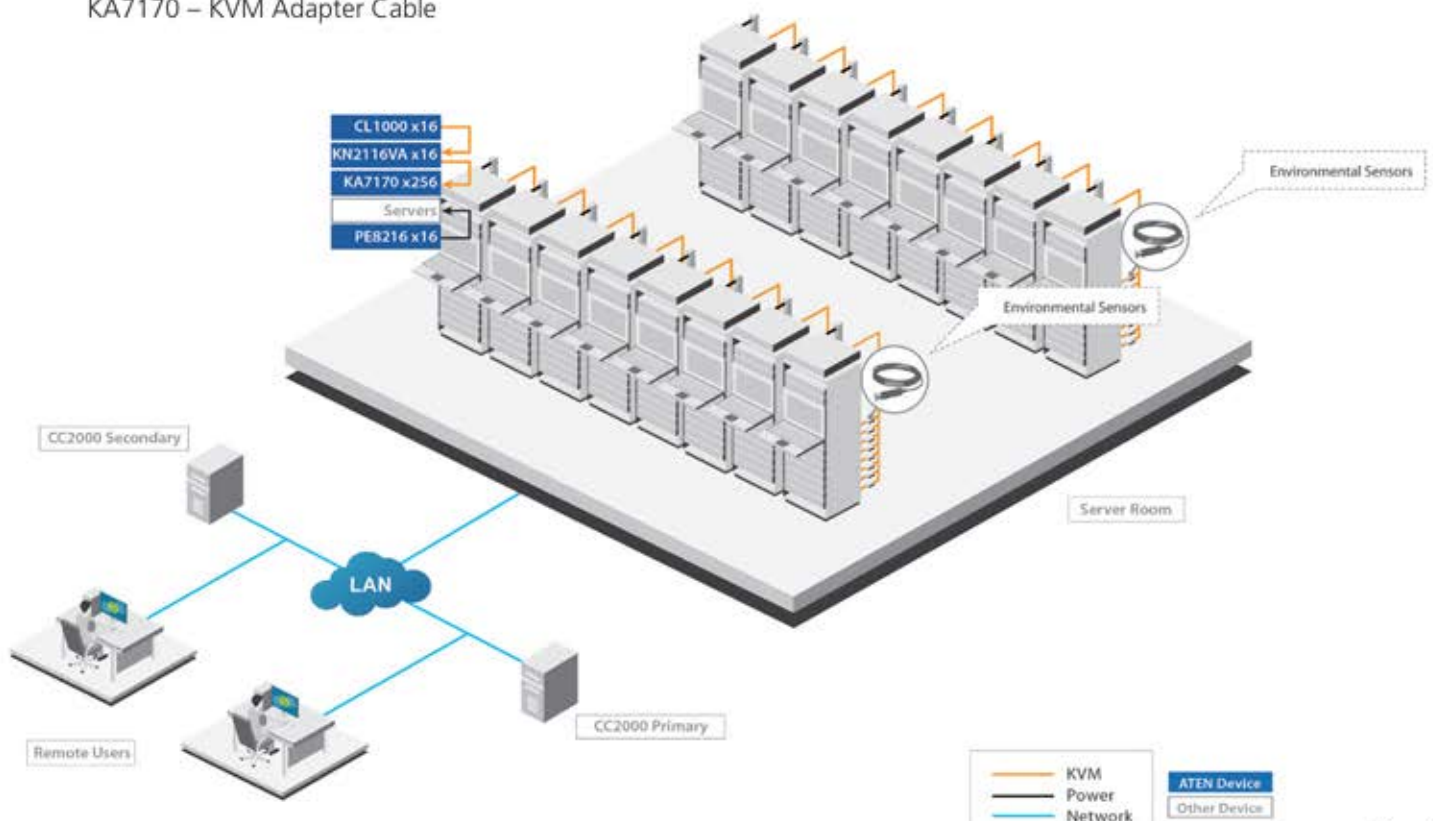 KA7170 – KVM Adapter Cable
CL1000 x16
KN2116VA x16
KA7170 x256
Servers
PE8216 x16
Environmental Sensors
Environmental Sensors
CC2000 Secondary
Server Room
LAN
CC2000 Primary
Remote Users
KVM
Power
Network
ATEN Device
Other Device